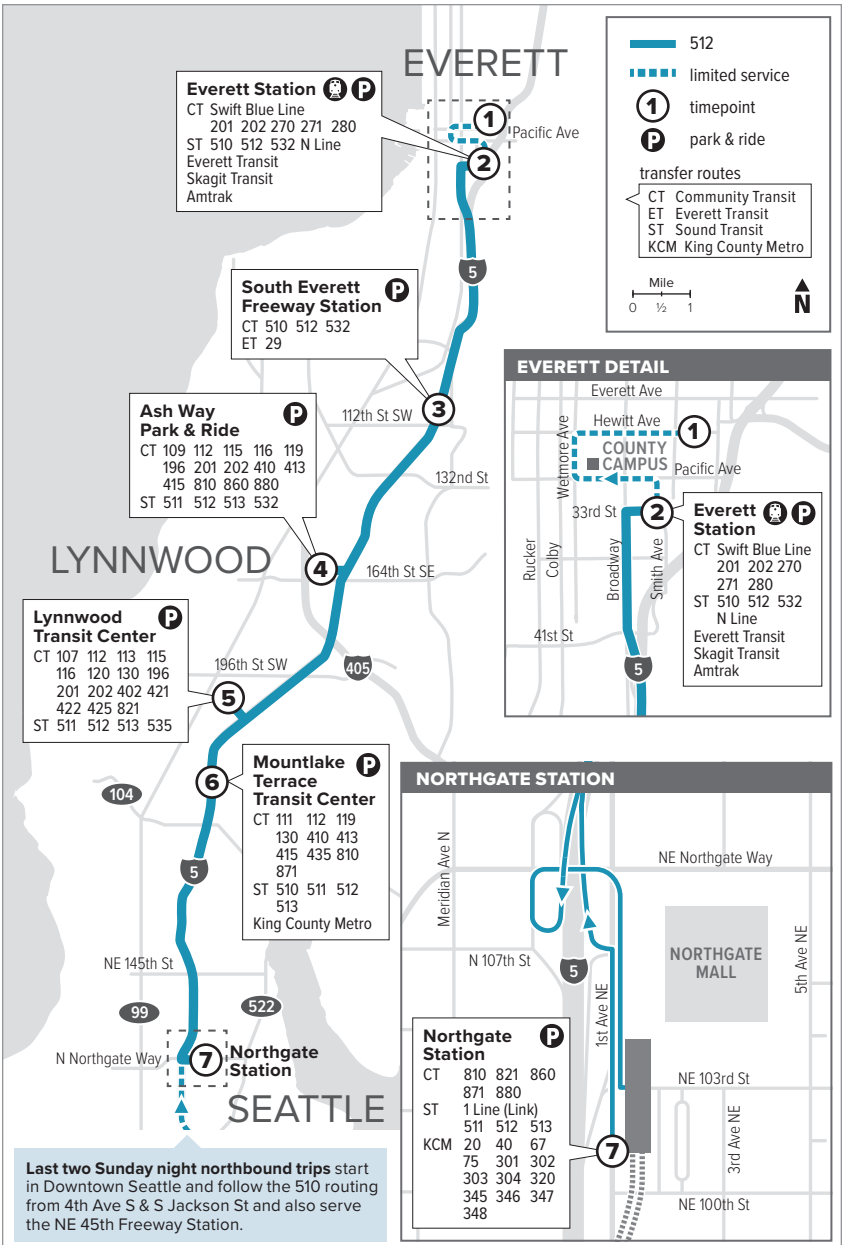 EVERETT
Everett Station P
CT Swift Blue Line
201 202 270 271 280
ST 510 512 532 N Line
Everett Transit
Skagit Transit
Amtrak
1
Pacific Ave
2
5
512
limited service
1 timepoint
P park & ride
transfer routes
CT Community Transit
ET Everett Transit
ST Sound Transit
KCM King County Metro
Mile
0 ½ 1
N
South Everett
Freeway Station P
CT 510 512 532
ET 29
3
112th St SW
132nd St
Ash Way
Park & Ride P
CT 109 112 115 116 119
196 201 202 410 413
415 810 860 880
ST 511 512 513 532
LYNNWOOD
4
164th St SE
Lynnwood
Transit Center P
CT 107 112 113 115
116 120 130 196
201 202 402 421
422 425 821
ST 511 512 513 535
196th St SW
405
5
6
Mountlake
Terrace
Transit Center P
CT 111 112 119
130 410 413
415 435 810
871
ST 510 511 512
513
King County Metro
104
5
NE 145th St
99
522
N Northgate Way
7
Northgate
Station
SEATTLE
Last two Sunday night northbound trips start
in Downtown Seattle and follow the 510 routing
from 4th Ave S & S Jackson St and also serve
the NE 45th Freeway Station.
EVERETT DETAIL
Everett Ave
Hewitt Ave
1
Wetmore Ave
COUNTY
CAMPUS
Pacific Ave
33rd St
2
Rucker
Colby
Broadway
Smith Ave
41st St
5
Everett
Station P
CT Swift Blue Line
201 202 270
271 280
ST 510 512 532
N Line
Everett Transit
Skagit Transit
Amtrak
NORTHGATE STATION
Meridian Ave N
NE Northgate Way
N 107th St
5
1st Ave NE
NORTHGATE
MALL
5th Ave NE
Northgate
Station P
CT 810 821 860
871 880
ST 1 Line (Link)
511 512 513
KCM 20 40 67
75 301 302
303 304 320
345 346 347
348
7
NE 103rd St
3rd Ave NE
NE 100th St